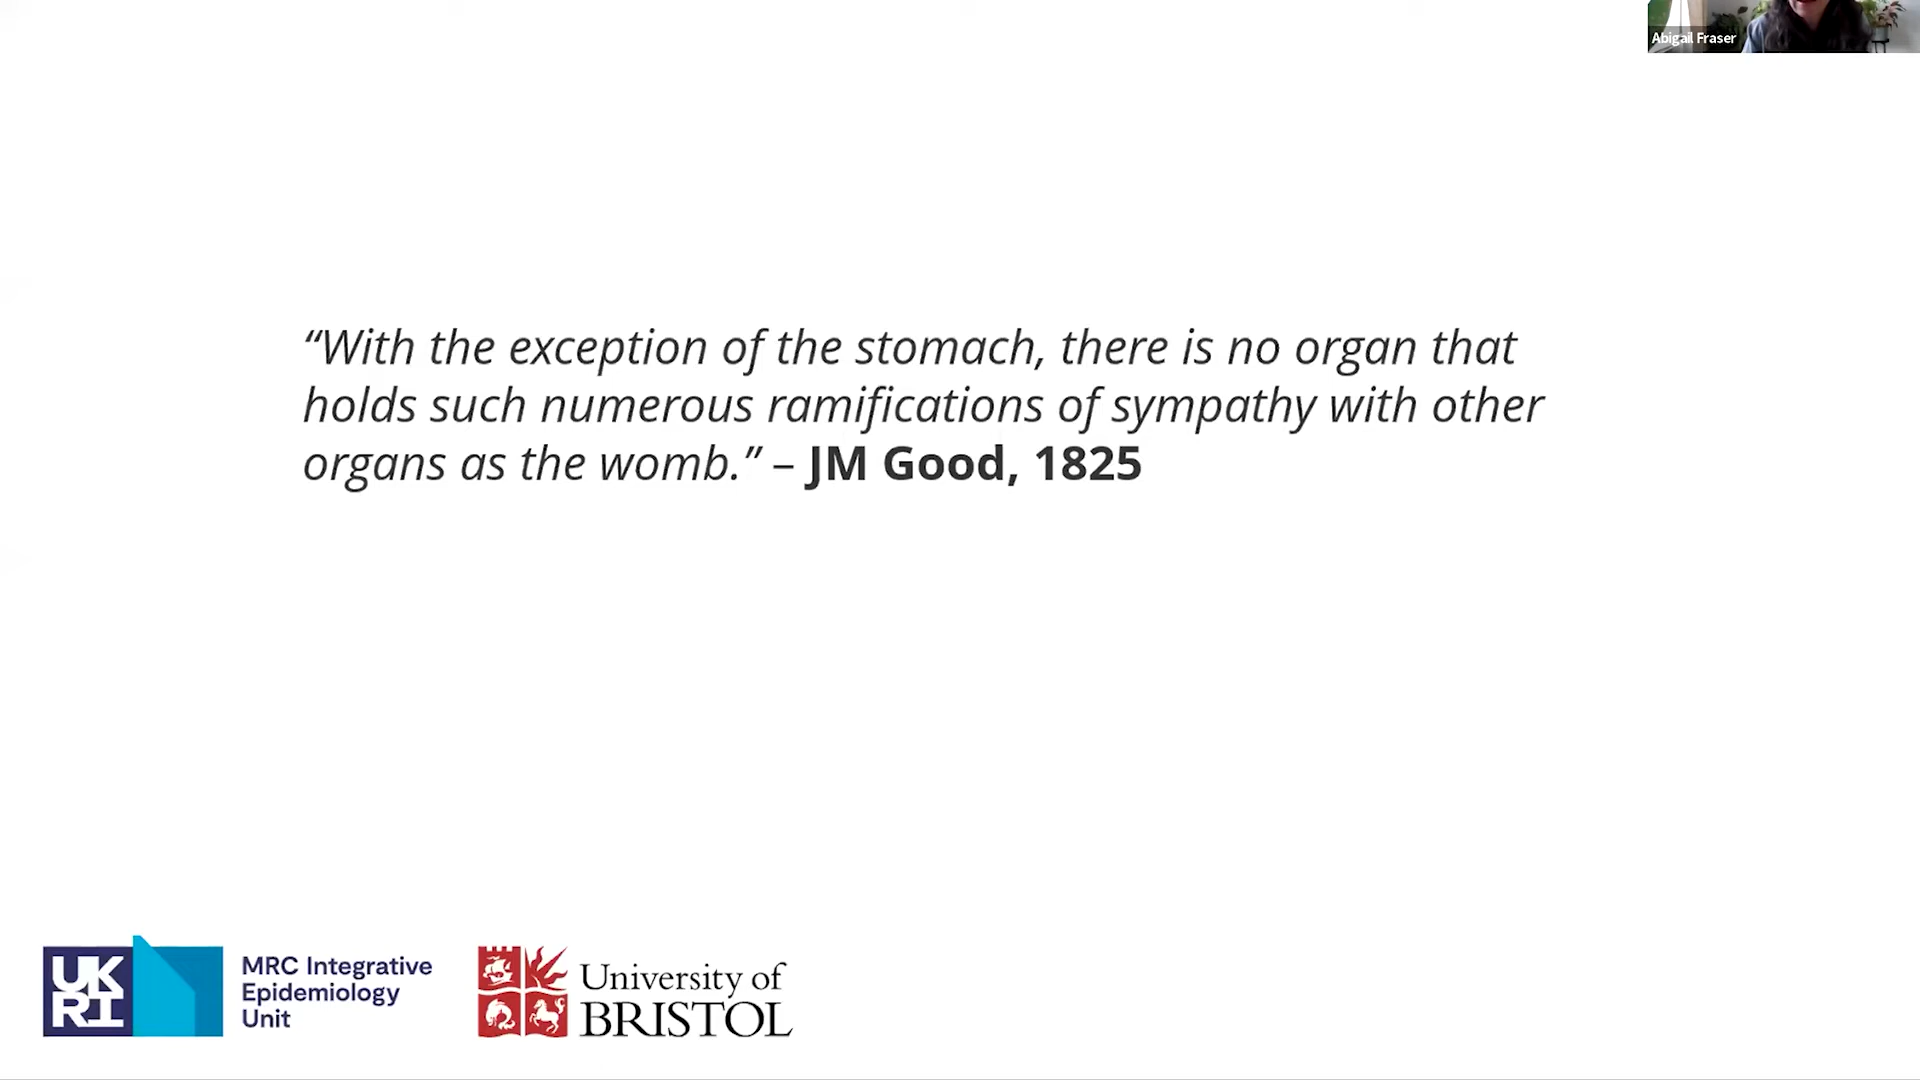 Abigail Fraser
“With the exception of the stomach, there is no organ that
holds such numerous ramifications of sympathy with other
organs as the womb.” – JM Good, 1825
UK
RI
MRC Integrative
Epidemiology
Unit
University of
BRISTOL